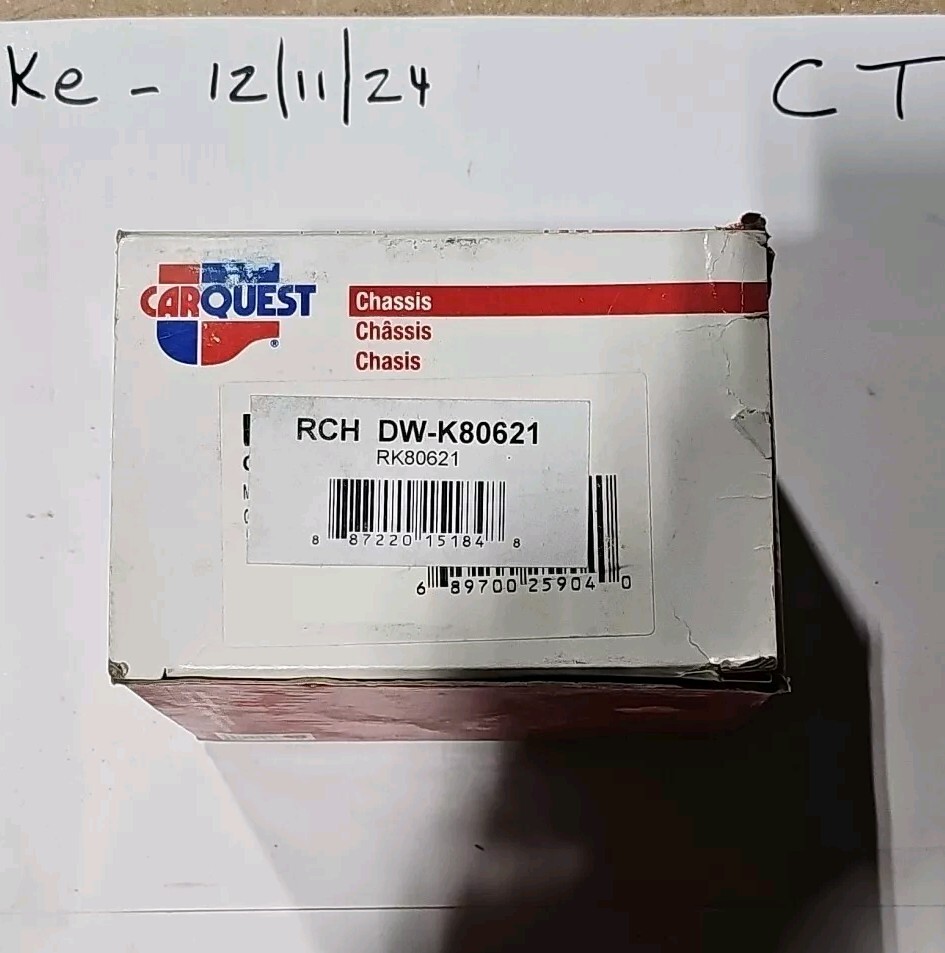 Ke - 12/11/24 CT
CARQUEST
®
Chassis
Châssis
Chasis
RCH DW-K80621
RK80621
8 87220 15184 8
6 89700 25904 0